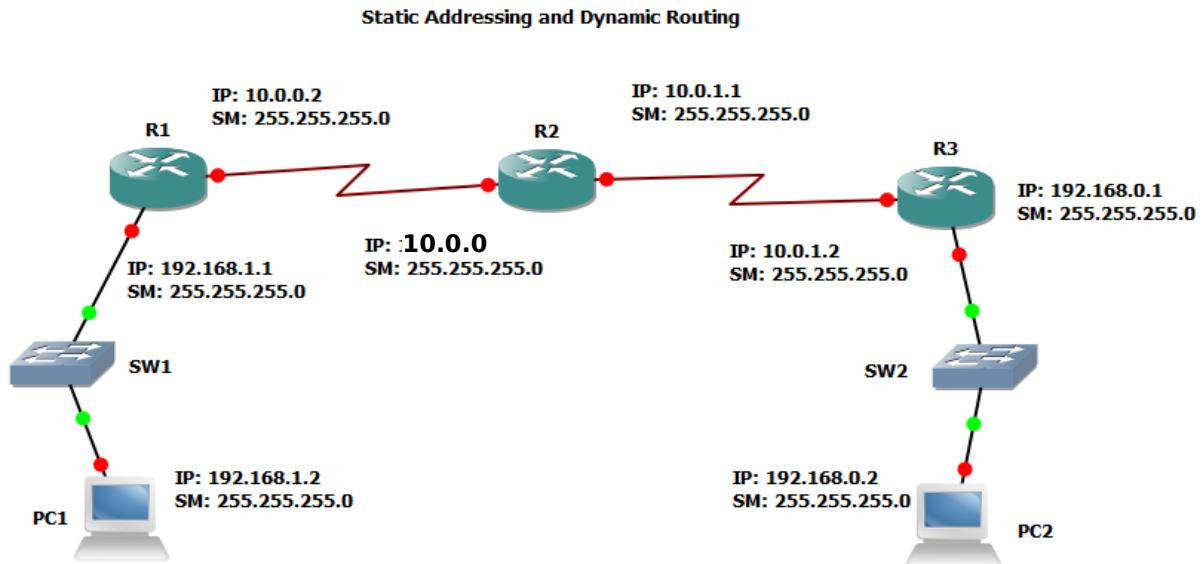 Static Addressing and Dynamic Routing
IP: 10.0.0.2
SM: 255.255.255.0
IP: 10.0.1.1
SM: 255.255.255.0
R1
R2
R3
IP: 192.168.0.1
SM: 255.255.255.0
IP: 10.0.0
SM: 255.255.255.0
IP: 10.0.1.2
SM: 255.255.255.0
IP: 192.168.1.1
SM: 255.255.255.0
SW1
SW2
IP: 192.168.1.2
SM: 255.255.255.0
IP: 192.168.0.2
SM: 255.255.255.0
PC1
PC2